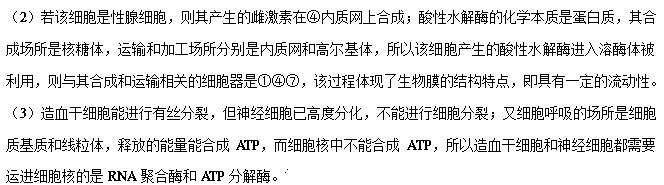 （2）若该细胞是性腺细胞，则其产生的雌激素在④内质网上合成；酸性水解酶的化学本质是蛋白质，其合
成场所是核糖体，运输和加工场所分别是内质网和高尔基体，所以该细胞产生的酸性水解酶进入溶酶体被
利用，则与其合成和运输相关的细胞器是①④⑦，该过程体现了生物膜的结构特点，即具有一定的流动性。
（3）造血干细胞能进行有丝分裂，但神经细胞已高度分化，不能进行细胞分裂；又细胞呼吸的场所是细胞
质基质和线粒体，释放的能量能合成 ATP，而细胞核中不能合成 ATP，所以造血干细胞和神经细胞都需要
运进细胞核的是 RNA 聚合酶和 ATP 分解酶。